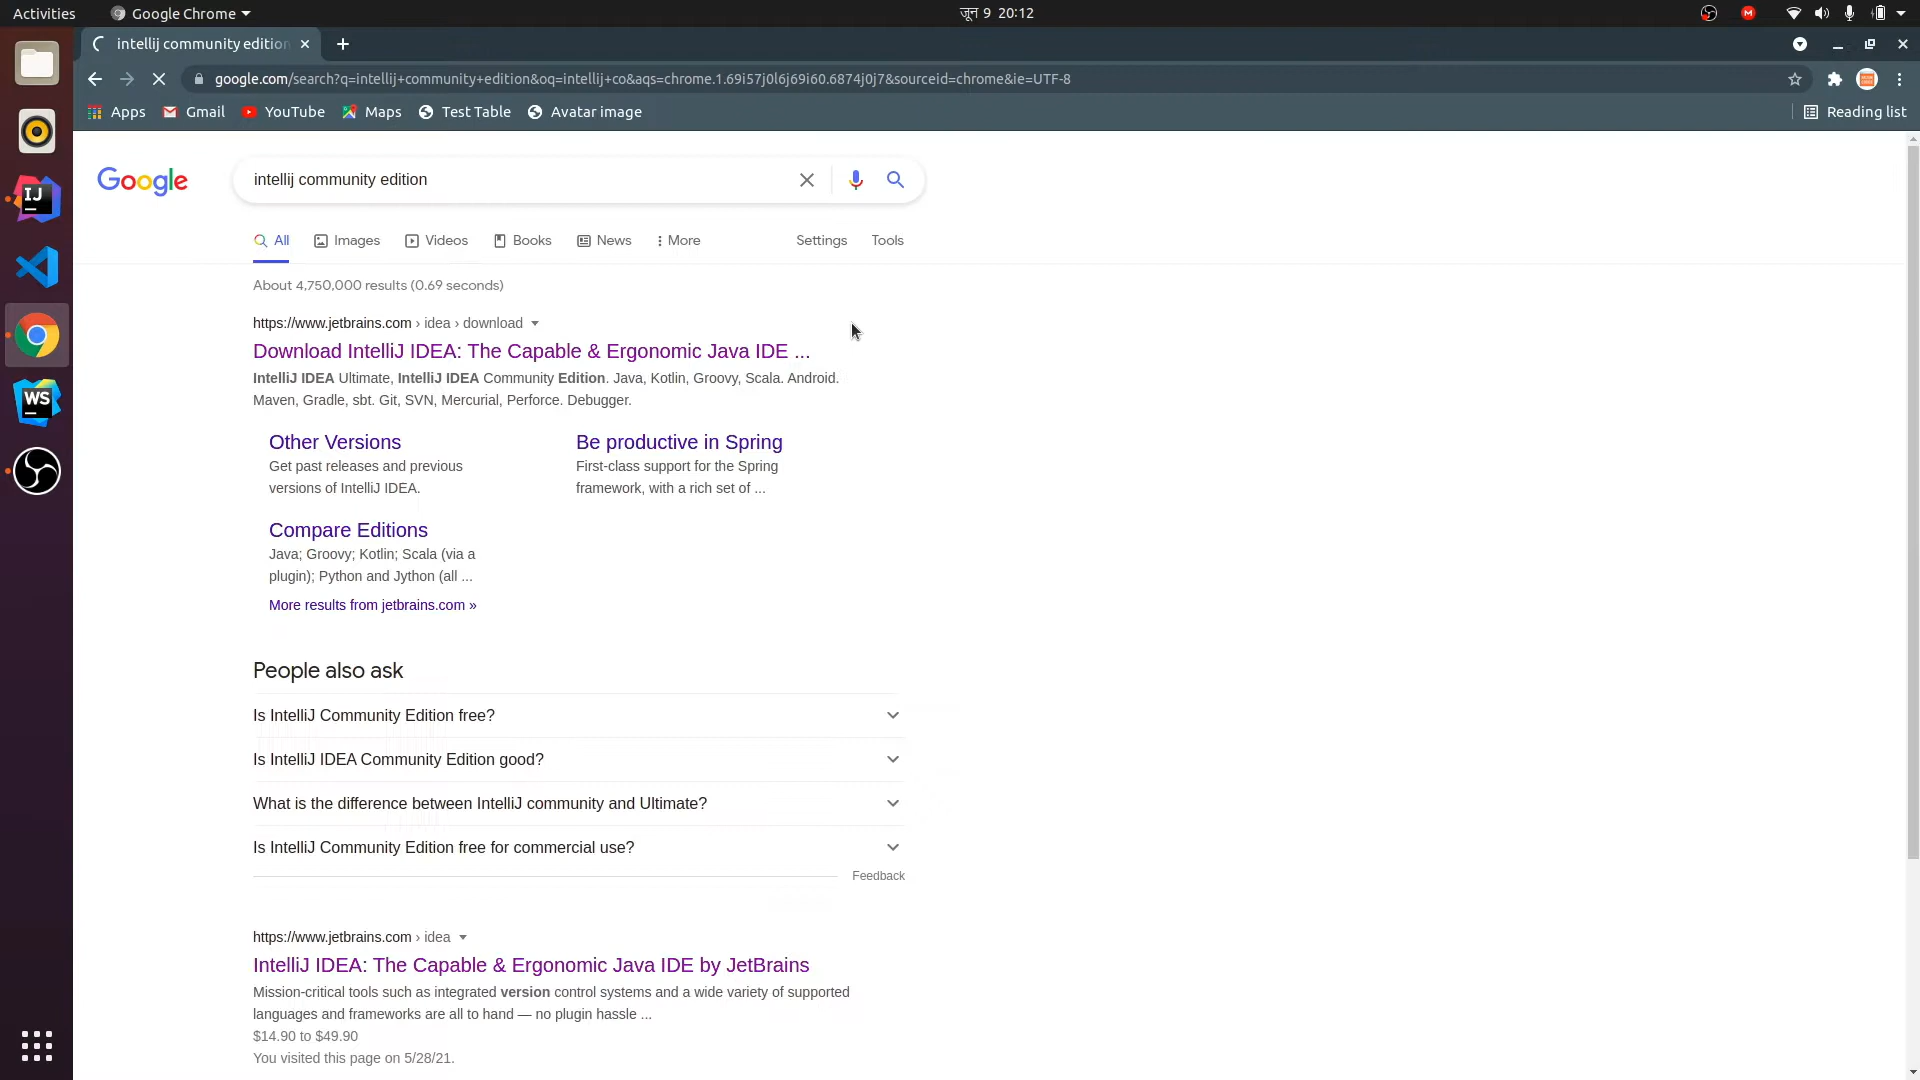 Activities
Google Chrome
जून 9 20:12
M
intellij community edition
google.com/search?q=intellij+community+edition&oq=intellij+co&aqs=chrome.1.69i57j0l6j69i60.6874j0j7&sourceid=chrome&ie=UTF-8
Apps
Gmail
YouTube
Maps
Test Table
Avatar image
Reading list
IJ
WS
Google
intellij community edition
All
Images
Videos
Books
News
More
Settings
Tools
About 4,750,000 results (0.69 seconds)
https://www.jetbrains.com › idea › download
Download IntelliJ IDEA: The Capable & Ergonomic Java IDE ...
IntelliJ IDEA Ultimate, IntelliJ IDEA Community Edition. Java, Kotlin, Groovy, Scala. Android.
Maven, Gradle, sbt. Git, SVN, Mercurial, Perforce. Debugger.
Other Versions
Get past releases and previous
versions of IntelliJ IDEA.
Be productive in Spring
First-class support for the Spring
framework, with a rich set of ...
Compare Editions
Java; Groovy; Kotlin; Scala (via a
plugin); Python and Jython (all ...
More results from jetbrains.com »
People also ask
Is IntelliJ Community Edition free?
Is IntelliJ IDEA Community Edition good?
What is the difference between IntelliJ community and Ultimate?
Is IntelliJ Community Edition free for commercial use?
Feedback
https://www.jetbrains.com › idea
IntelliJ IDEA: The Capable & Ergonomic Java IDE by JetBrains
Mission-critical tools such as integrated version control systems and a wide variety of supported
languages and frameworks are all to hand — no plugin hassle ...
$14.90 to $49.90
You visited this page on 5/28/21.